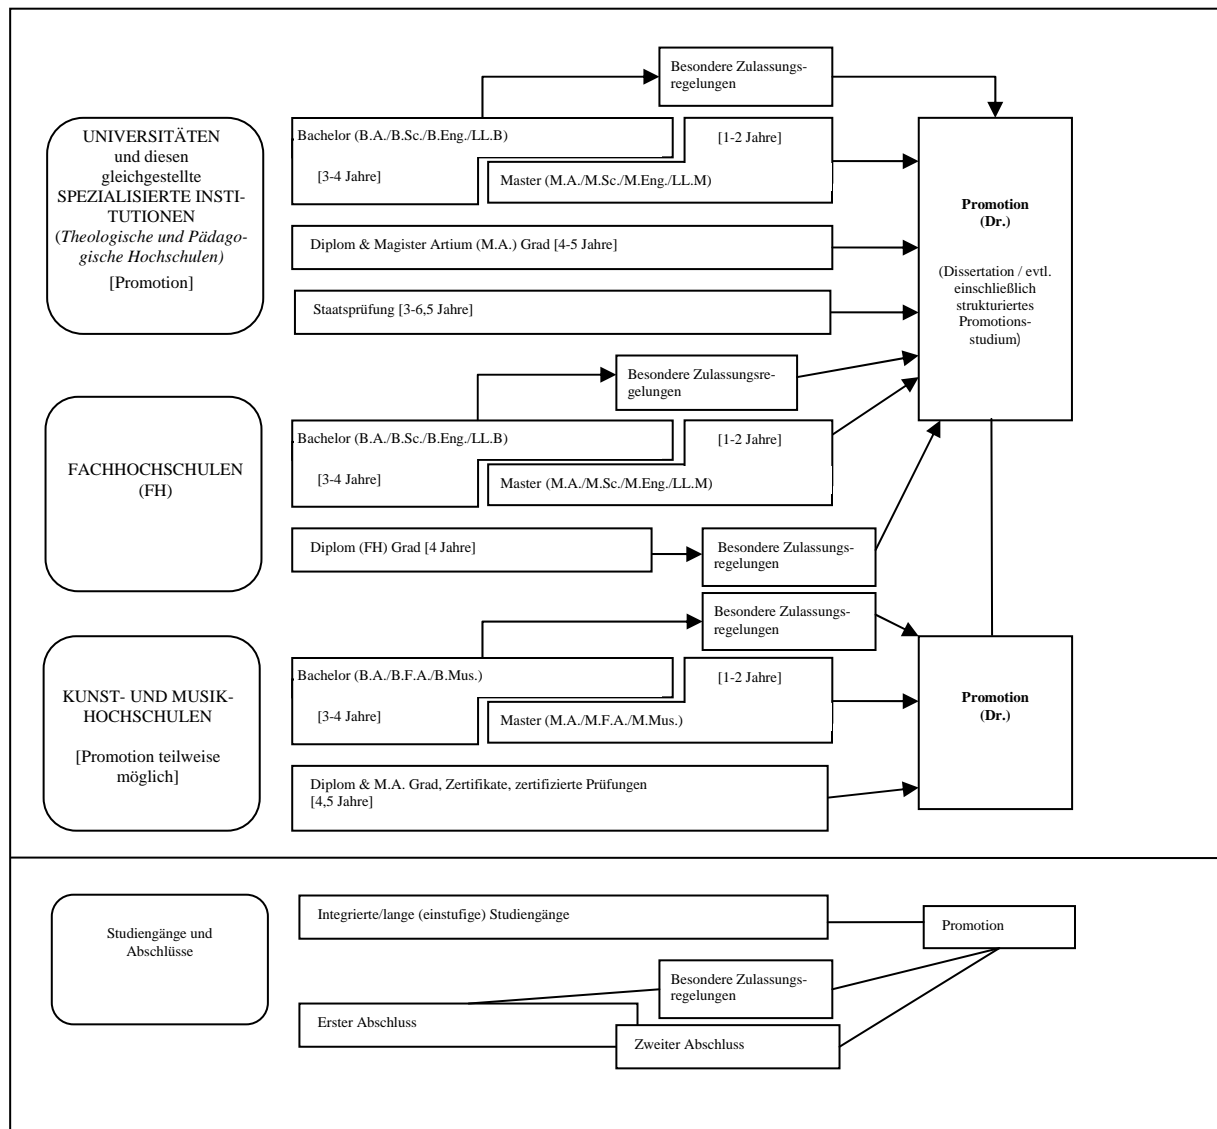 Besondere Zulassungs-
regelungen
UNIVERSITÄTEN
und diesen
gleichgestellte
SPEZIALISIERTE INSTI-
TUTIONEN
(Theologische und Pädago-
gische Hochschulen)
[Promotion]
Bachelor (B.A./B.Sc./B.Eng./LL.B)
[3-4 Jahre]
[1-2 Jahre]
Master (M.A./M.Sc./M.Eng./LL.M)
Diplom & Magister Artium (M.A.) Grad [4-5 Jahre]
Staatsprüfung [3-6,5 Jahre]
Promotion
(Dr.)
(Dissertation / evtl.
einschließlich
strukturiertes
Promotions-
studium)
Besondere Zulassungsre-
gelungen
FACHHOCHSCHULEN
(FH)
Bachelor (B.A./B.Sc./B.Eng./LL.B)
[3-4 Jahre]
[1-2 Jahre]
Master (M.A./M.Sc./M.Eng./LL.M)
Diplom (FH) Grad [4 Jahre]
Besondere Zulassungs-
regelungen
Besondere Zulassungs-
regelungen
KUNST- UND MUSIK-
HOCHSCHULEN
[Promotion teilweise
möglich]
Bachelor (B.A./B.F.A./B.Mus.)
[3-4 Jahre]
[1-2 Jahre]
Master (M.A./M.F.A./M.Mus.)
Diplom & M.A. Grad, Zertifikate, zertifizierte Prüfungen
[4,5 Jahre]
Promotion
(Dr.)
Studiengänge und
Abschlüsse
Integrierte/lange (einstufige) Studiengänge
Promotion
Besondere Zulassungs-
regelungen
Erster Abschluss
Zweiter Abschluss